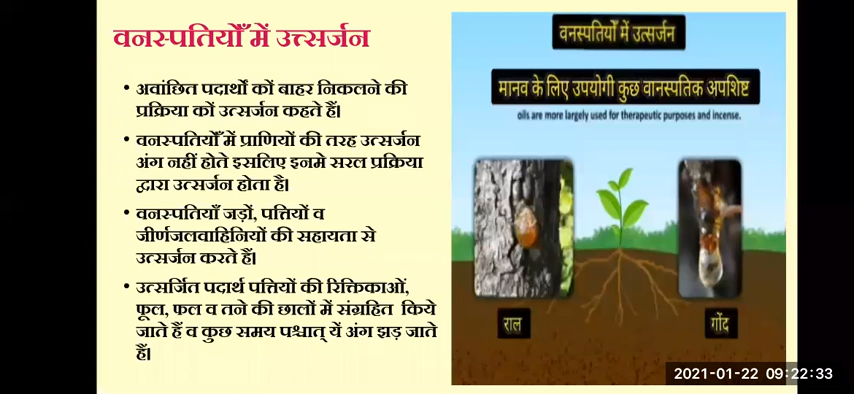 वनस्पतियोँ में उत्त्सर्जन
• अवांछित पदार्थों कों बाहर निकलने की
प्रक्रिया कों उत्सर्जन कहते हैं।
• वनस्पतियोँ में प्राणियों की तरह उत्सर्जन
अंग नहीं होते इसलिए इनमे सरल प्रक्रिया
द्वारा उत्सर्जन होता है।
• वनस्पतियाँ जड़ों, पत्तियों व
जीर्णजलवाहिनियों की सहायता से
उत्सर्जन करते हैं।
• उत्सर्जित पदार्थ पत्तियों की रिक्तिकाओं,
फूल, फल व तने की छालों में संग्रहित किये
जाते हैं व कुछ समय पश्चात् यें अंग झड़ जाते
हैं।
वनस्पतियोँ में उत्सर्जन
मानव के लिए उपयोगी कुछ वानस्पतिक अपशिष्ट
oils are more largely used for therapeutic purposes and incense.
राल
गोंद
2021-01-22 09:22:33